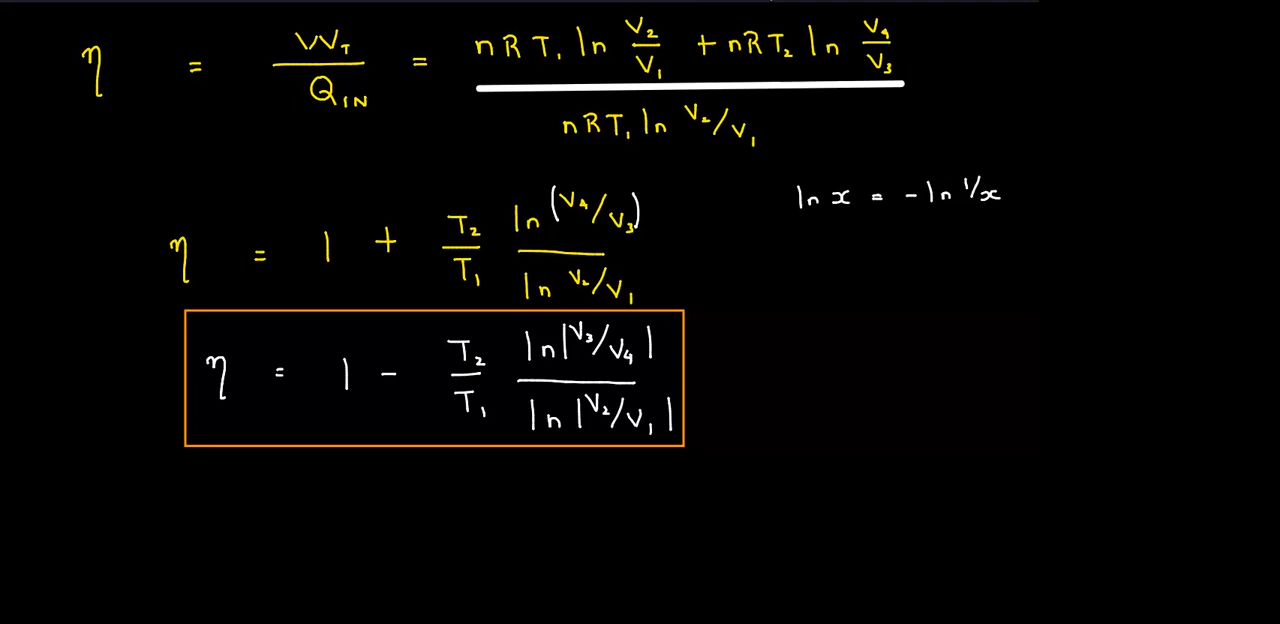 η = W_T / Q_IN = (nRT₁ ln V₂/V₁ + nRT₂ ln V₄/V₃) / (nRT₁ ln V₂/V₁)
η = 1 + T₂/T₁ ln(V₄/V₃) / ln V₂/V₁
ln x = -ln 1/x
η = 1 - T₂/T₁ ln|V₃/V₄| / ln|V₂/V₁|